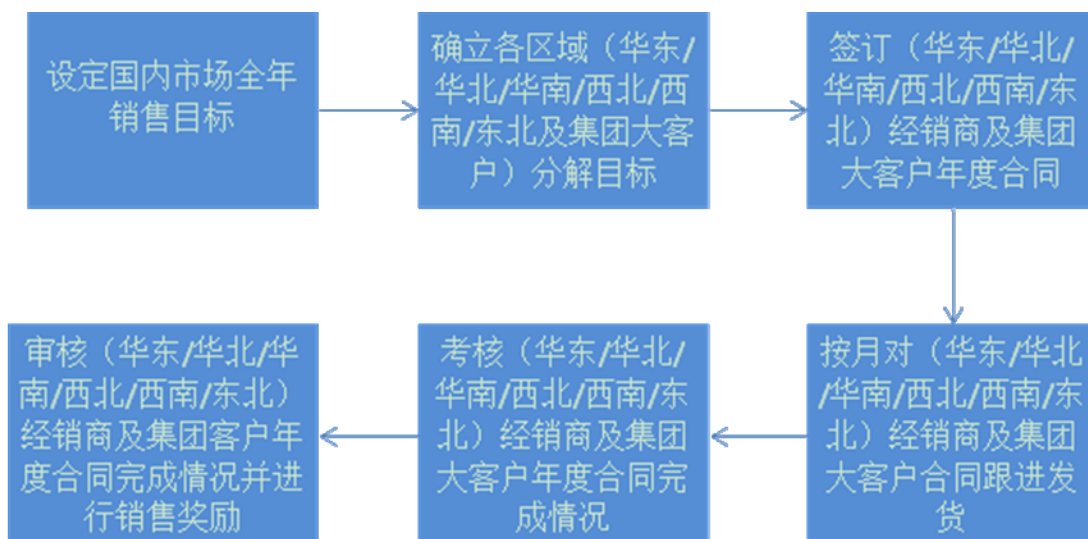 设定国内市场全年
销售目标
确立各区域（华东/
华北/华南/西北/西
南/东北及集团大客
户）分解目标
签订（华东/华北/
华南/西北/西南/东
北）经销商及集团
大客户年度合同
审核（华东/华北/华
南/西北/西南/东北）
经销商及集团客户年
度合同完成情况并进
行销售奖励
考核（华东/华北/
华南/西北/西南/东
北）经销商及集团
大客户年度合同完
成情况
按月对（华东/华北
/华南/西北/西南/东
北）经销商及集团
大客户合同跟进发
货